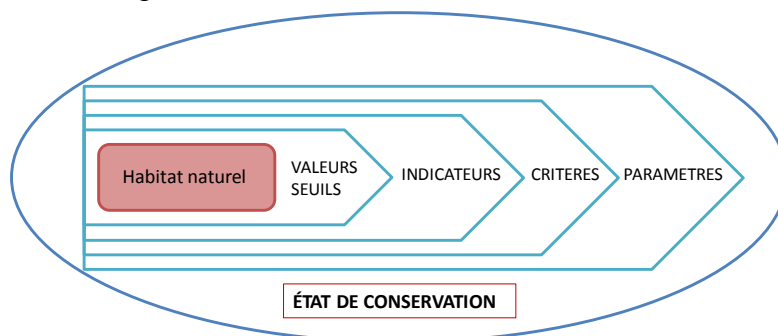 Habitat naturel
VALEURS
SEUILS
INDICATEURS
CRITERES
PARAMETRES
ÉTAT DE CONSERVATION